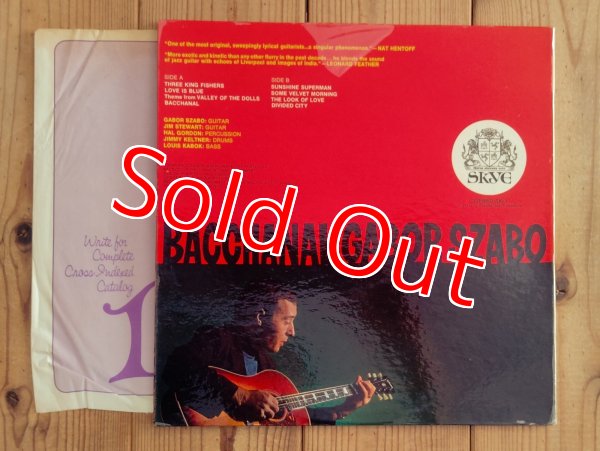 "One of the most original, sweepingly lyrical guitarists...a singular phenomenon."—NAT HENTOFF
"More exotic and kinetic than any other flurry in the past decade... he blends the sound
of jazz guitar with echoes of Liverpool and images of India."—LEONARD FEATHER
SIDE A
THREE KING FISHERS
LOVE IS BLUE
Theme from VALLEY OF THE DOLLS
BACCHANAL
SIDE B
SUNSHINE SUPERMAN
SOME VELVET MORNING
THE LOOK OF LOVE
DIVIDED CITY
GABOR SZABO: GUITAR
JIM STEWART: GUITAR
HAL GORDON: PERCUSSION
JIMMY KELTNER: DRUMS
LOUIS KABOK: BASS
SKYE
Sold Out
BACCHANAL GABOR SZABO
Write for
Complete
Cross-Indexed
Catalog